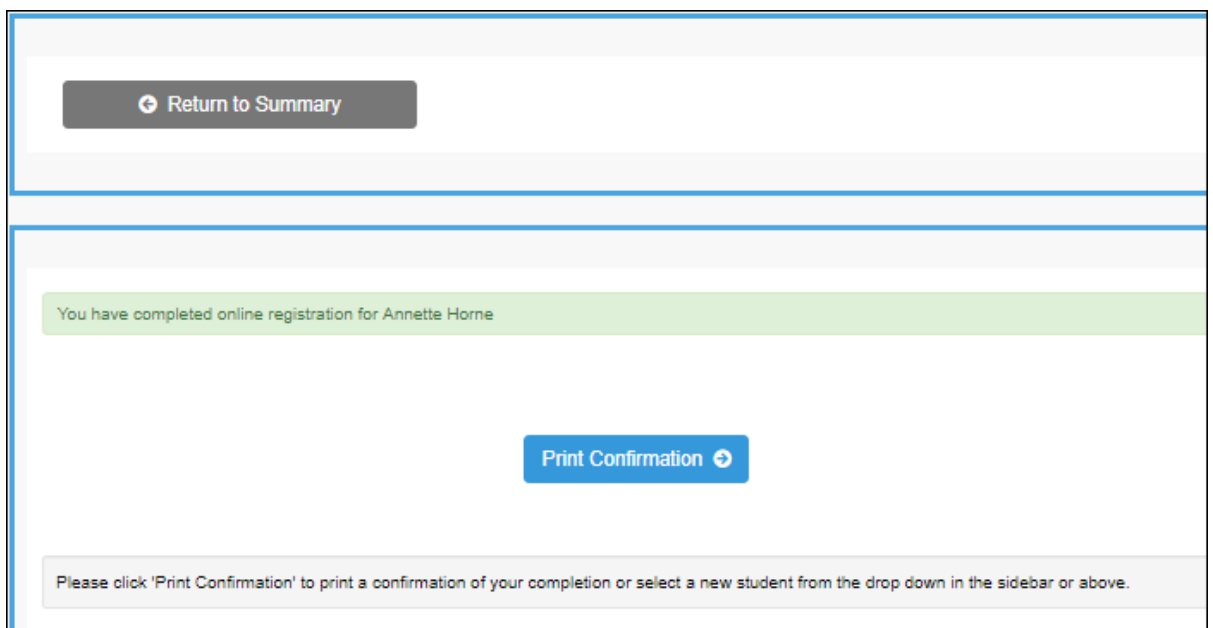 Return to Summary
You have completed online registration for Annette Horne
Print Confirmation
Please click 'Print Confirmation' to print a confirmation of your completion or select a new student from the drop down in the sidebar or above.